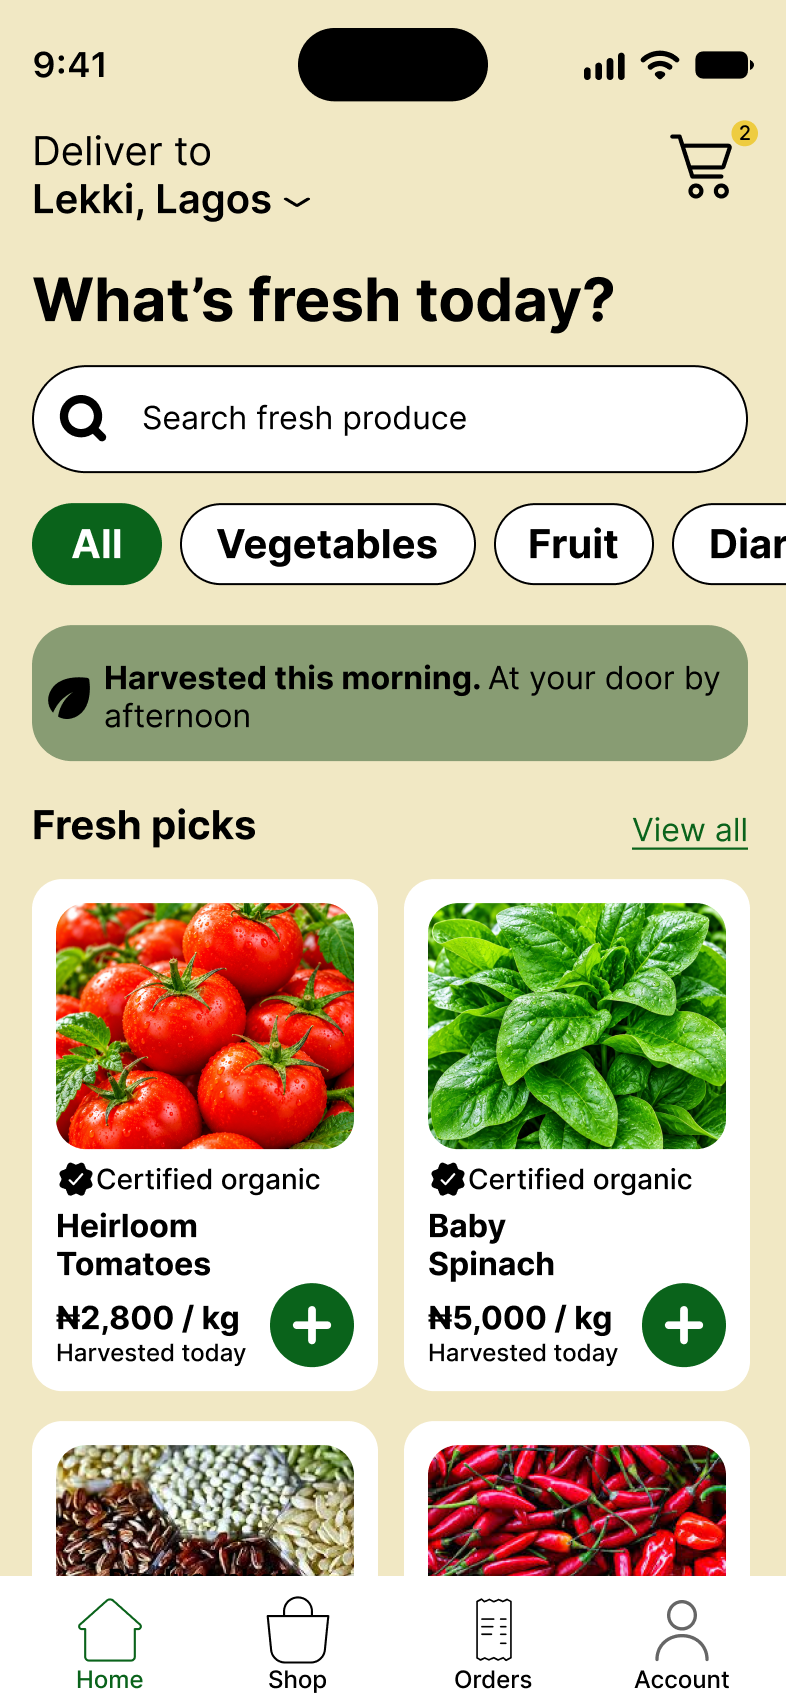 9:41
Deliver to
2
Lekki, Lagos
What’s fresh today?
Search fresh produce
All Vegetables Fruit Diar
Harvested this morning. At your door by
afternoon
Fresh picks View all
Certified organic
Heirloom
Tomatoes
₦2,800 / kg
Harvested today
Certified organic
Baby
Spinach
₦5,000 / kg
Harvested today
Home Shop Orders Account